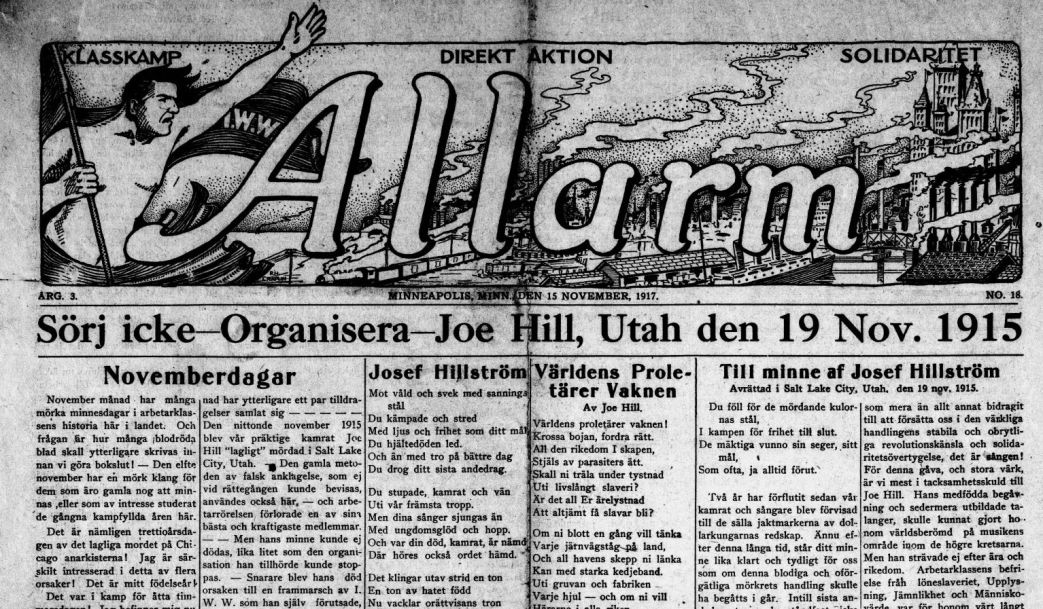 KLASSKAMP
DIREKT AKTION
SOLIDARITET
I.W.W.
Allarm
ÅRG. 3.
MINNEAPOLIS, MINN. DEN 15 NOVEMBER, 1917.
NO. 18.
Sörj icke—Organisera—Joe Hill, Utah den 19 Nov. 1915
Novemberdagar
November månad har många
mörka minnesdagar i arbetarklas-
sens historia här i landet. Och
frågan är hur många blodröda
blad skall ytterligare skrivas in-
nan vi göra bokslut! — Den elfte
november har en mörk klang för
dem som äro gamla nog att min-
nas ,eller som av intresse studerat
de gångna kampfyllda åren här.
Det är nämligen trettioårsda-
gen av det lagliga mordet på Chi-
cago anarkisterna! Jag är sär-
skilt intresserad i detta av flera
orsaker! Det är mitt födelseår!
Det var i kamp för åtta tim-
nad har ytterligare ett par tilldra-
gelser samlat sig — — — — —
Den nittonde november 1915
blev vår präktige kamrat Joe
Hill "lagligt" mördad i Salt Lake
City, Utah. — Den gamla meto-
den av falsk anklagelse, som ej
vid rättegången kunde bevisas,
användes också här, — och arbe-
tarrörelsen förlorade en av sina
bästa och kraftigaste medlemmar.
— — Men hans minne kunde ej
dödas, lika litet som den organi-
sation han tillhörde kunde stop-
pas. — Snarare blev hans död
orsaken till en frammarsch av I.
W. W. som han själv förutsade,
Josef Hillström
Mot våld och svek med sannings
stål
Du kämpade och stred
Med ljus och frihet som ditt mål
Du hjältedöden led.
Och än med tro på bättre dag
Du drog ditt sista andedrag.
Du stupade, kamrat och vän
Uti vår främsta tropp.
Men dina sånger sjungas än
Med ungdomsglöd och hopp.
Och var din död, kamrat, är nämd
Där höres också ordet hämd.
Det klingar utav strid en ton
En ton av hatet född
Nu vacklar orättvisans tron
Världens Prole-
tärer Vaknen
Av Joe Hill.
Världens proletärer vaknen!
Krossa bojan, fordra rätt.
All den rikedom I skapen,
Stjäls av parasiters ätt.
Skall ni träla under tystnad
Uti livslångt slaveri?
Är det all Er ärelystnad
Att altjämt få slavar bli?
Om ni blott en gång vill tänka
Varje järnvägståg på land,
Och all havens skepp ni länka
Kan med starka kedjeband.
Uti gruvan och fabriken
Varje hjul — och om ni vill
Till minne af Josef Hillström
Avrättad i Salt Lake City, Utah, den 19 nov. 1915.
Du föll för de mördande kulor-
nas stål,
I kampen för frihet till slut.
De mäktiga vunno sin seger, sitt
mål,
Som ofta, ja alltid förut.
Två år har förflutit sedan vår
kamrat och sångare blev förvisad
till de sälla jaktmarkerna av dol-
larkungarnas redskap. Ännu ef-
ter denna långa tid, står ditt min-
ne lika klart och tydligt för oss
som om denna blodiga och oför-
gätliga mörkrets handling skulle
ha begåtts i går. Intill sista an-
som mera än allt annat bidragit
till att försätta oss i den väckliga
handlingens stabila och obrytli-
ga revolutionskänsla och solida-
ritetsövertygelse, det är sången!
För denna gåva, och stora värk,
är vi mest i tacksamhetsskuld till
Joe Hill. Hans medfödda begåv-
ning och sedermera utbildade ta-
langer, skulle kunnat gjort ho-
nom världsberömd på musikens
område inom de högre kretsarna.
Men han strävade ej efter ära och
rikedom. Arbetarklassens befri-
else från löneslaveriet, Upplys-
ning, Jämnlikhet och Människo-